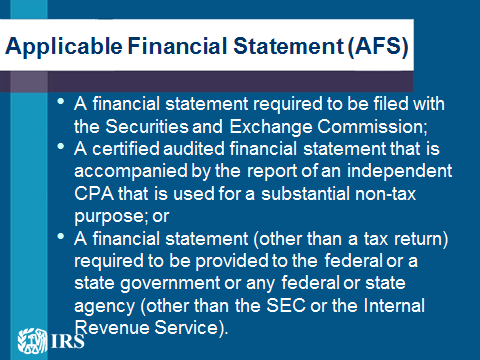 Applicable Financial Statement (AFS)
• A financial statement required to be filed with
the Securities and Exchange Commission;
• A certified audited financial statement that is
accompanied by the report of an independent
CPA that is used for a substantial non-tax
purpose; or
• A financial statement (other than a tax return)
required to be provided to the federal or a
state government or any federal or state
agency (other than the SEC or the Internal
Revenue Service).
IRS